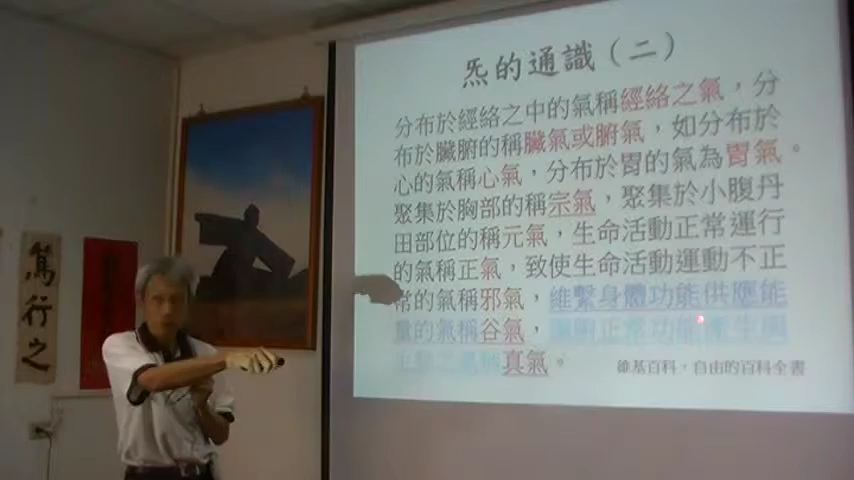 炁的通識(二)
分布於經絡之中的氣稱經絡之氣，分
布於臟腑的稱臟氣或腑氣，如分布於
心的氣稱心氣，分布於胃的氣為胃氣。
聚集於胸部的稱宗氣，聚集於小腹丹
田部位的稱元氣，生命活動正常運行
的氣稱正氣，致使生命活動運動不正
常的氣稱邪氣，維繫身體功能供應能
量的氣稱谷氣，
真氣。
維基百科，自由的百科全書
篤行之